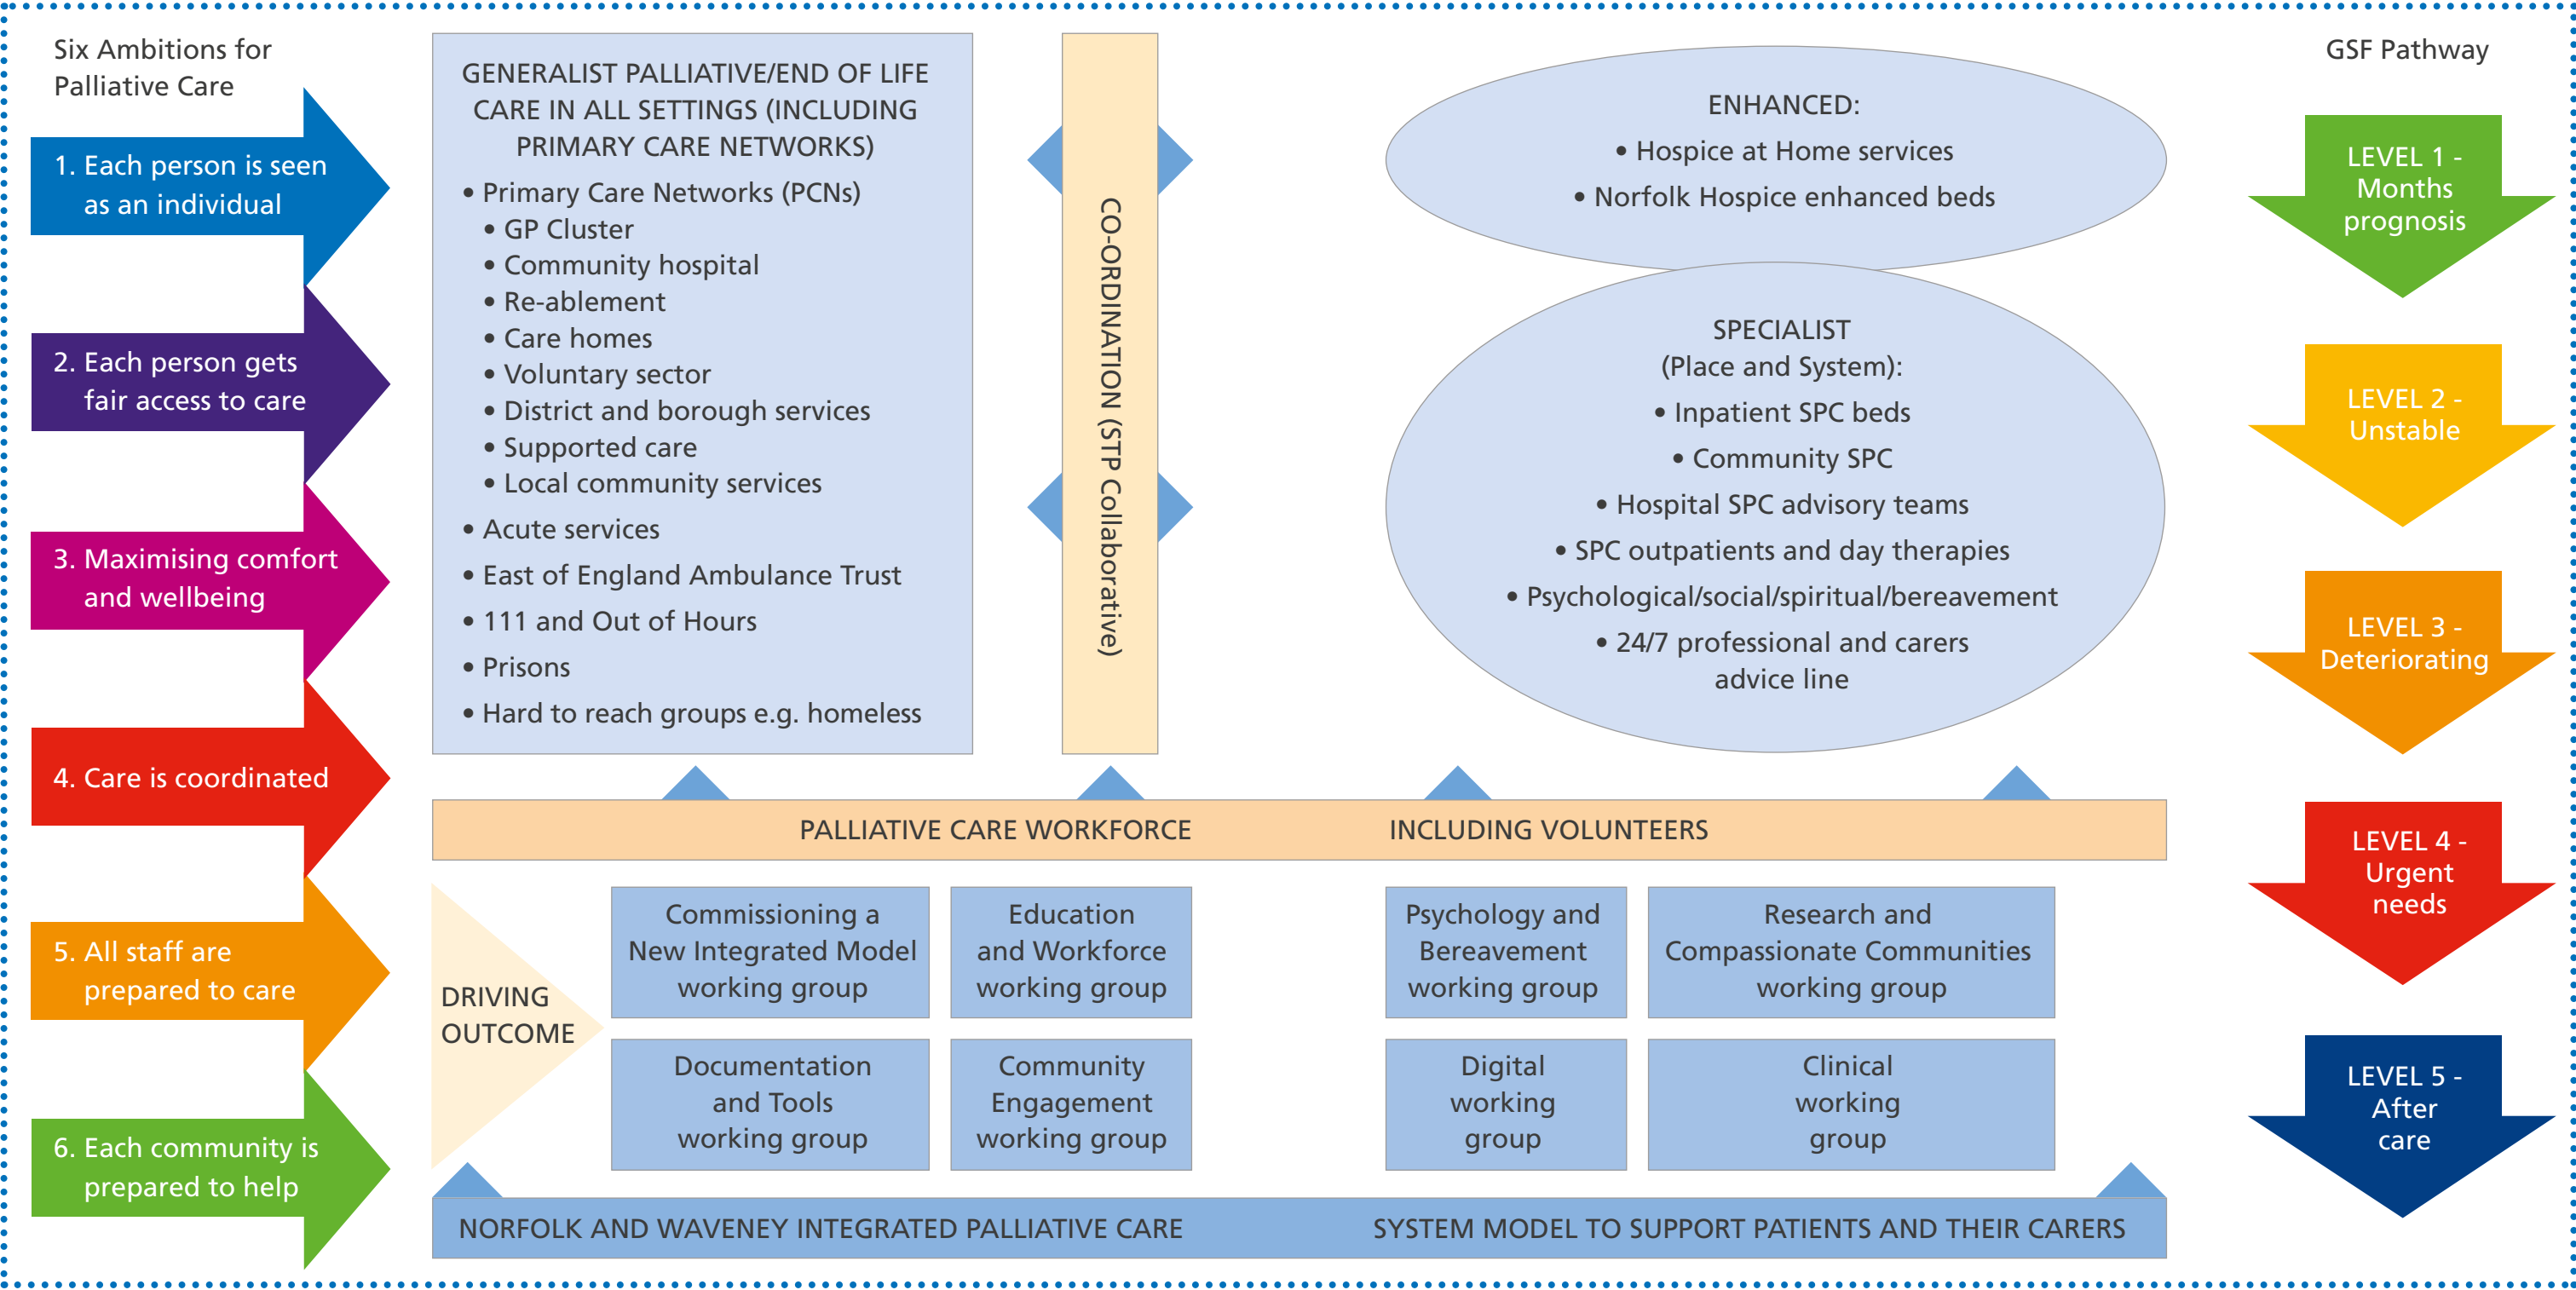 Six Ambitions for
Palliative Care
1. Each person is seen
as an individual
2. Each person gets
fair access to care
3. Maximising comfort
and wellbeing
4. Care is coordinated
5. All staff are
prepared to care
6. Each community is
prepared to help
GENERALIST PALLIATIVE/END OF LIFE
CARE IN ALL SETTINGS (INCLUDING
PRIMARY CARE NETWORKS)
• Primary Care Networks (PCNs)
• GP Cluster
• Community hospital
• Re-ablement
• Care homes
• Voluntary sector
• District and borough services
• Supported care
• Local community services
• Acute services
• East of England Ambulance Trust
• 111 and Out of Hours
• Prisons
• Hard to reach groups e.g. homeless
CO-ORDINATION (STP Collaborative)
ENHANCED:
• Hospice at Home services
• Norfolk Hospice enhanced beds
SPECIALIST
(Place and System):
• Inpatient SPC beds
• Community SPC
• Hospital SPC advisory teams
• SPC outpatients and day therapies
• Psychological/social/spiritual/bereavement
• 24/7 professional and carers
advice line
PALLIATIVE CARE WORKFORCE INCLUDING VOLUNTEERS
DRIVING
OUTCOME
Commissioning a
New Integrated Model
working group
Education
and Workforce
working group
Psychology and
Bereavement
working group
Research and
Compassionate Communities
working group
Documentation
and Tools
working group
Community
Engagement
working group
Digital
working
group
Clinical
working
group
NORFOLK AND WAVENEY INTEGRATED PALLIATIVE CARE SYSTEM MODEL TO SUPPORT PATIENTS AND THEIR CARERS
GSF Pathway
LEVEL 1 -
Months
prognosis
LEVEL 2 -
Unstable
LEVEL 3 -
Deteriorating
LEVEL 4 -
Urgent
needs
LEVEL 5 -
After
care